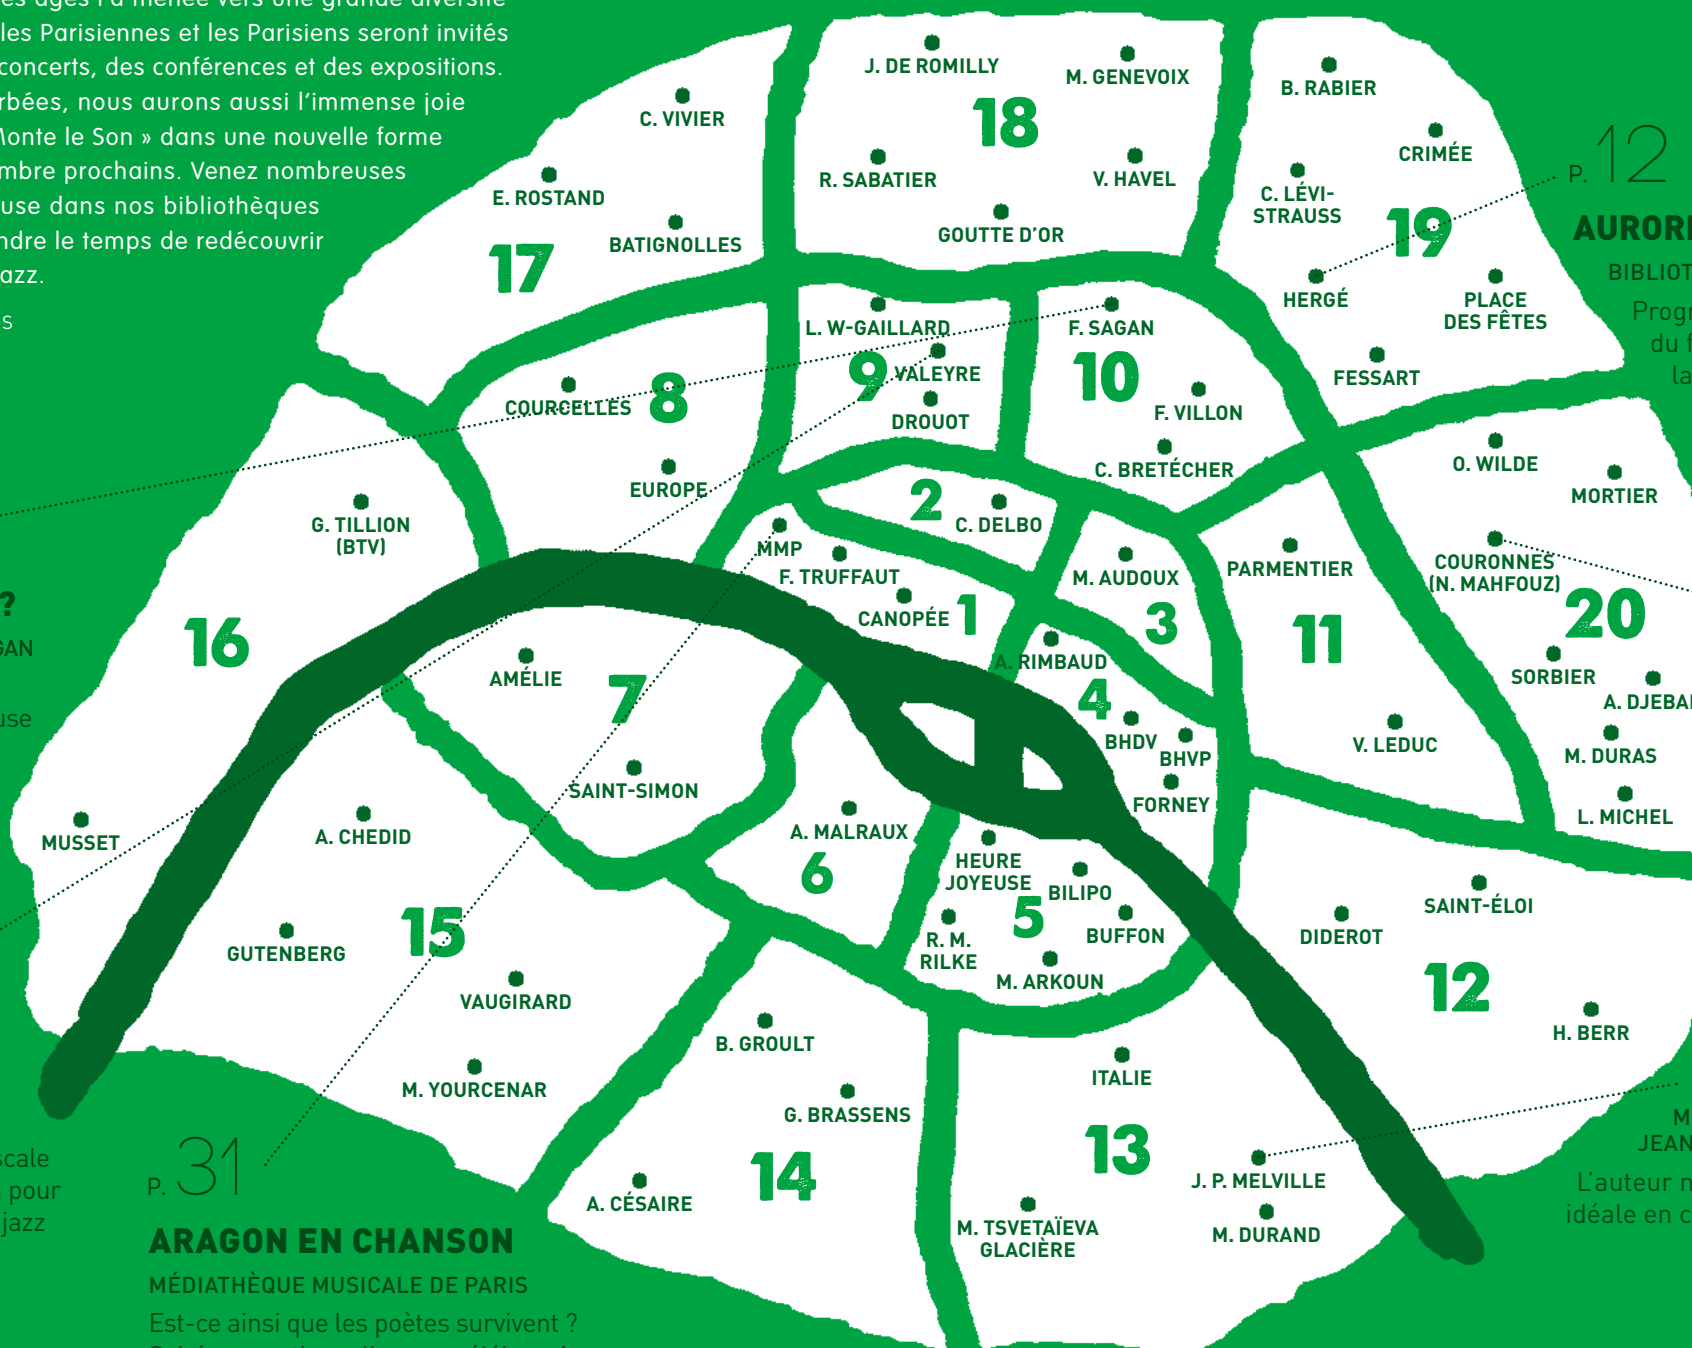 les Parisiennes et les Parisiens seront invités
concerts, des conférences et des expositions.
nous aurons aussi l'immense joie
Monte le Son » dans une nouvelle forme
prochains. Venez nombreuses
dans nos bibliothèques
le temps de redécouvrir
J. DE ROMILLY
M. GENEVOIX
18
R. SABATIER
V. HAVEL
GOUTTE D'OR
C. VIVIER
E. ROSTAND
BATIGNOLLES
17
B. RABIER
CRIMÉE
C. LÉVI-
STRAUSS
19
HERGÉ
PLACE
DES FÊTES
FESSART
P. 12
L. W-GAILLARD
9
VALEYRE
DROUOT
F. SAGAN
10
F. VILLON
C. BRETÉCHER
COURCELLES
8
EUROPE
G. TILLION
(BTV)
16
MUSSET
2
C. DELBO
MMP
F. TRUFFAUT
CANOPÉE
1
M. AUDOUX
3
A. RIMBAUD
4
BHDV
BHVP
FORNEY
PARMENTIER
11
V. LEDUC
O. WILDE
MORTIER
COURONNES
(N. MAHFOUZ)
20
SORBIER
A. DJEBA
M. DURAS
L. MICHEL
AMÉLIE
7
SAINT-SIMON
A. MALRAUX
6
HEURE
JOYEUSE
BILIPO
5
R. M.
RILKE
BUFFON
M. ARKOUN
A. CHEDID
GUTENBERG
15
VAUGIRARD
M. YOURCENAR
SAINT-ÉLOI
DIDEROT
12
H. BERR
B. GROULT
G. BRASSENS
14
A. CÉSAIRE
ITALIE
13
J. P. MELVILLE
M. TSVETAÏEVA
GLACIÈRE
M. DURAND
?
pour
jazz
P. 31
ARAGON EN CHANSON
MÉDIATHÈQUE MUSICALE DE PARIS
Est-ce ainsi que les poètes survivent ?
JEAN
L'auteur
idéale en